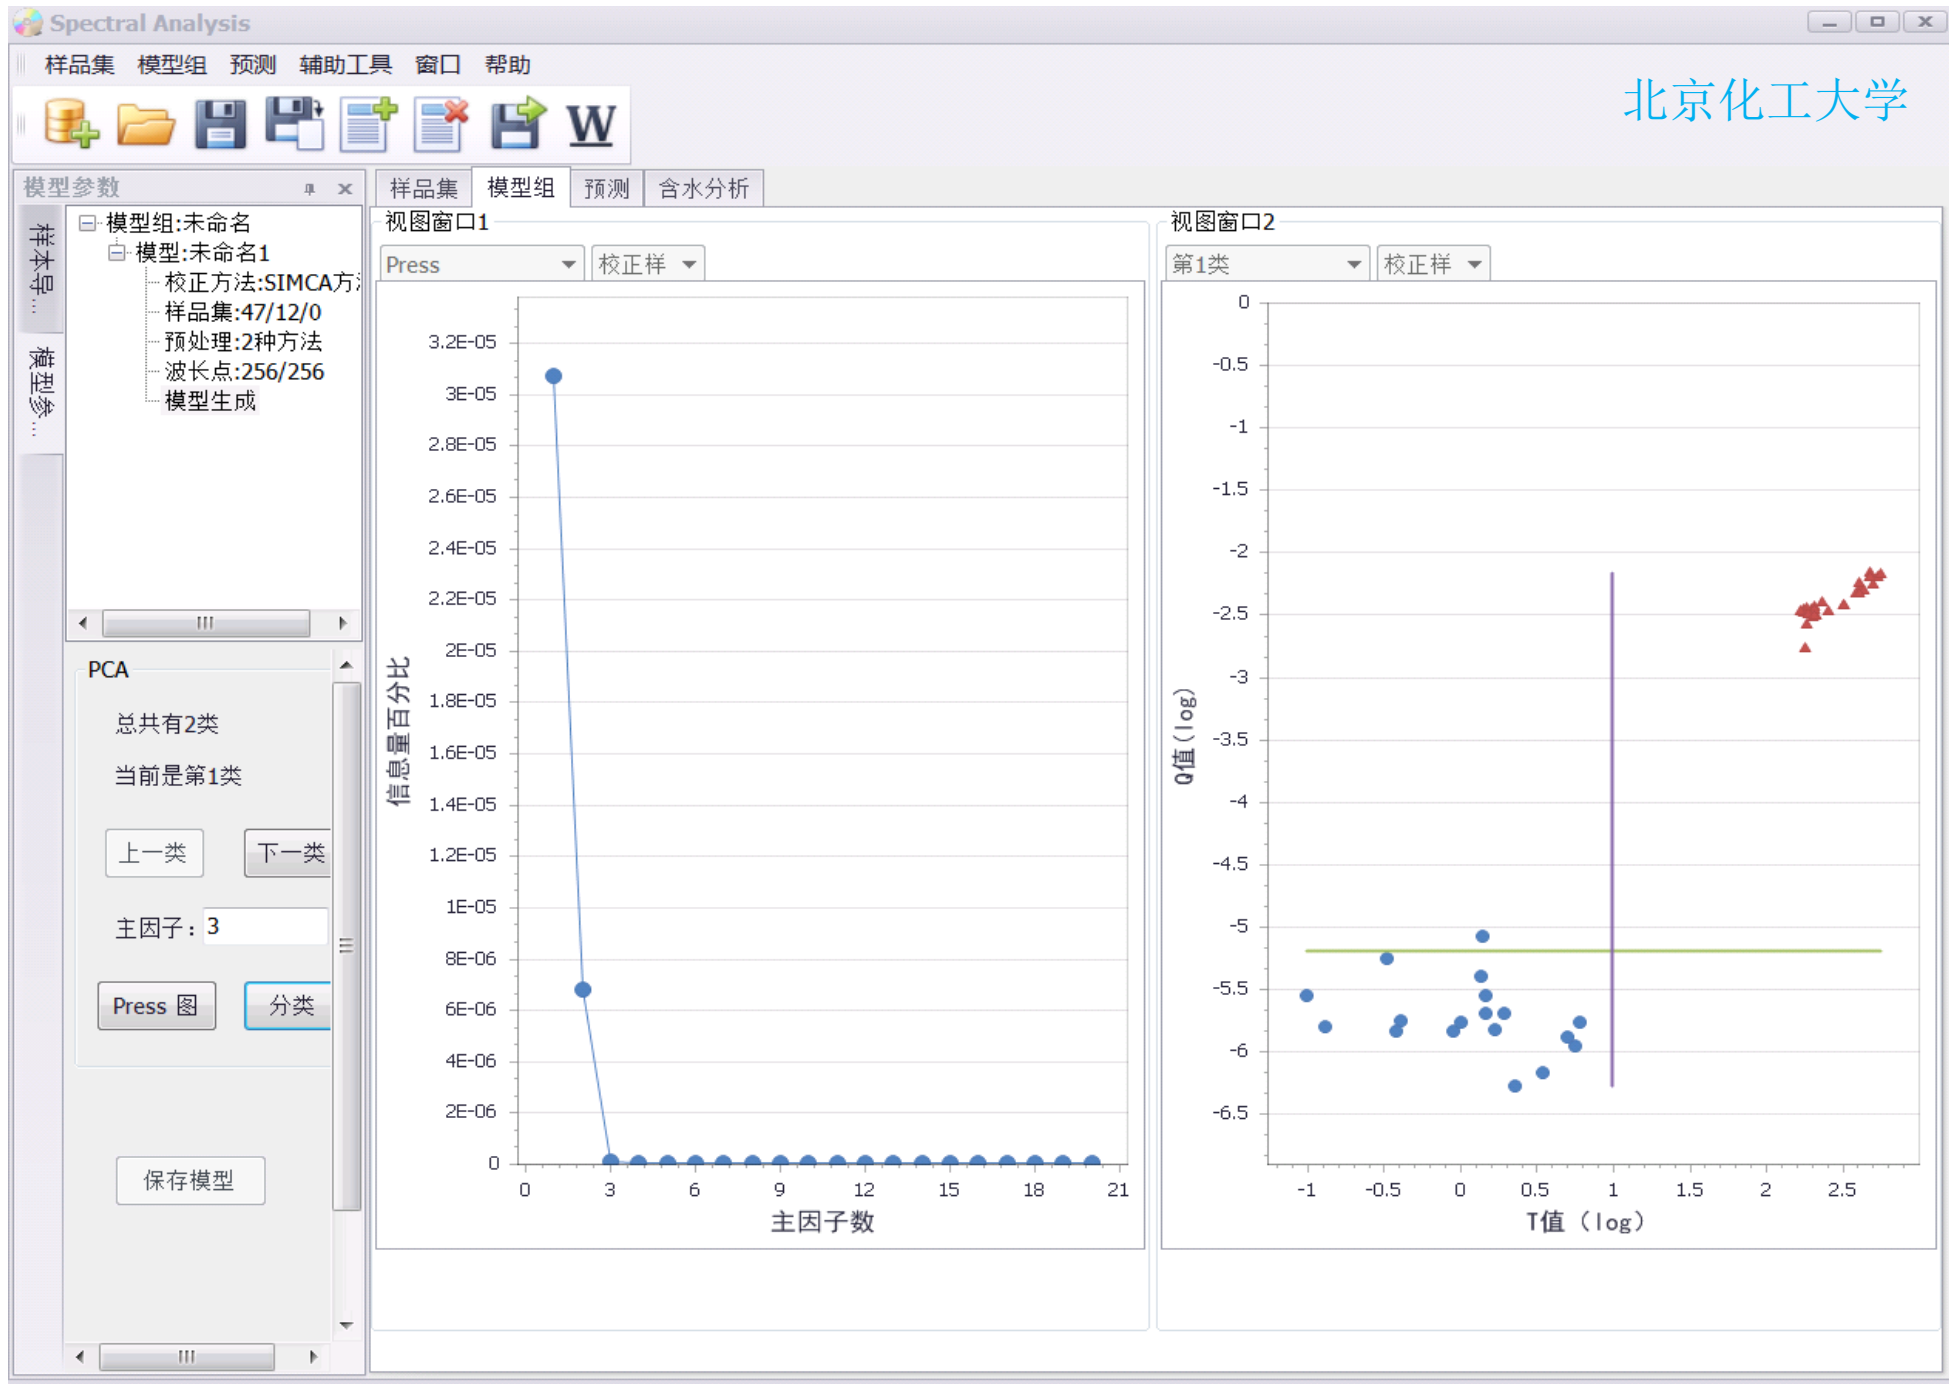 Spectral Analysis
样品集 模型组 预测 辅助工具 窗口 帮助
北京化工大学
W
模型参数
样本导...
模型参...
模型组:未命名
模型:未命名1
校正方法:SIMCA方
样品集:47/12/0
预处理:2种方法
波长点:256/256
模型生成
PCA
总共有2类
当前是第1类
上一类 下一类
主因子: 3
Press 图 分类
保存模型
样品集 模型组 预测 含水分析
视图窗口1
Press 校正样
3.2E-05
3E-05
2.8E-05
2.6E-05
2.4E-05
2.2E-05
2E-05
1.8E-05
1.6E-05
1.4E-05
1.2E-05
1E-05
8E-06
6E-06
4E-06
2E-06
0
信息量百分比
0 3 6 9 12 15 18 21
主因子数
视图窗口2
第1类 校正样
0
-0.5
-1
-1.5
-2
-2.5
-3
-3.5
-4
-4.5
-5
-5.5
-6
-6.5
Q值(log)
-1 -0.5 0 0.5 1 1.5 2 2.5
T值 (log)